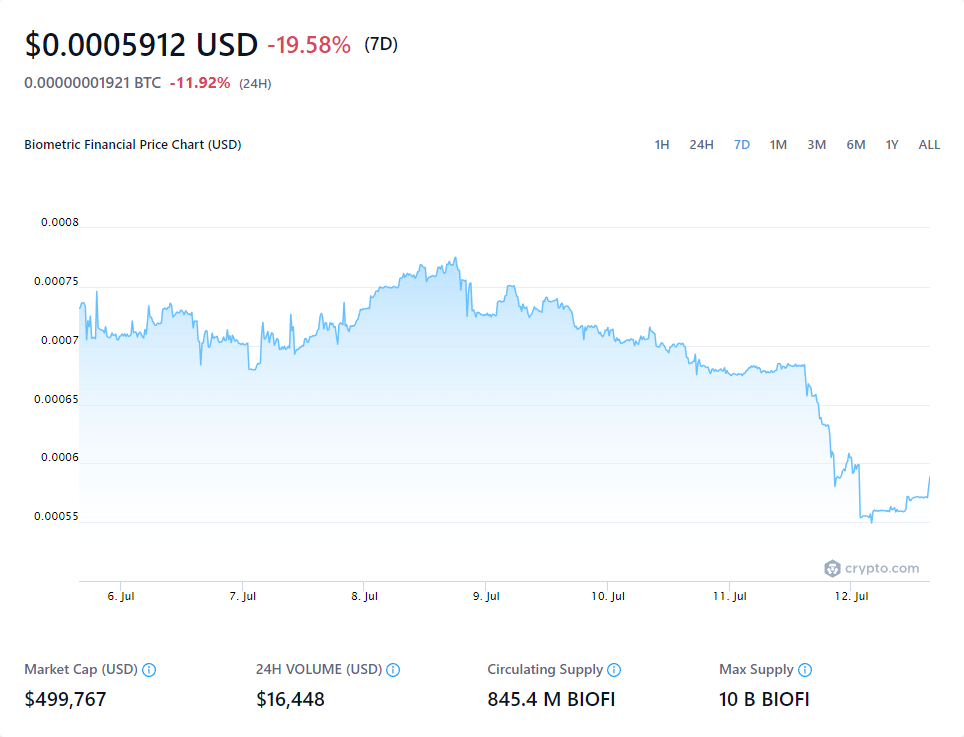 $0.0005912 USD -19.58% (7D)
0.00000001921 BTC -11.92% (24H)
Biometric Financial Price Chart (USD) 1H 24H 7D 1M 3M 6M 1Y ALL
0.0008
0.00075
0.0007
0.00065
0.0006
0.00055
crypto.com
6. Jul 7. Jul 8. Jul 9. Jul 10. Jul 11. Jul 12. Jul
Market Cap (USD) 24H VOLUME (USD) Circulating Supply Max Supply
$499,767 $16,448 845.4 M BIOFI 10 B BIOFI